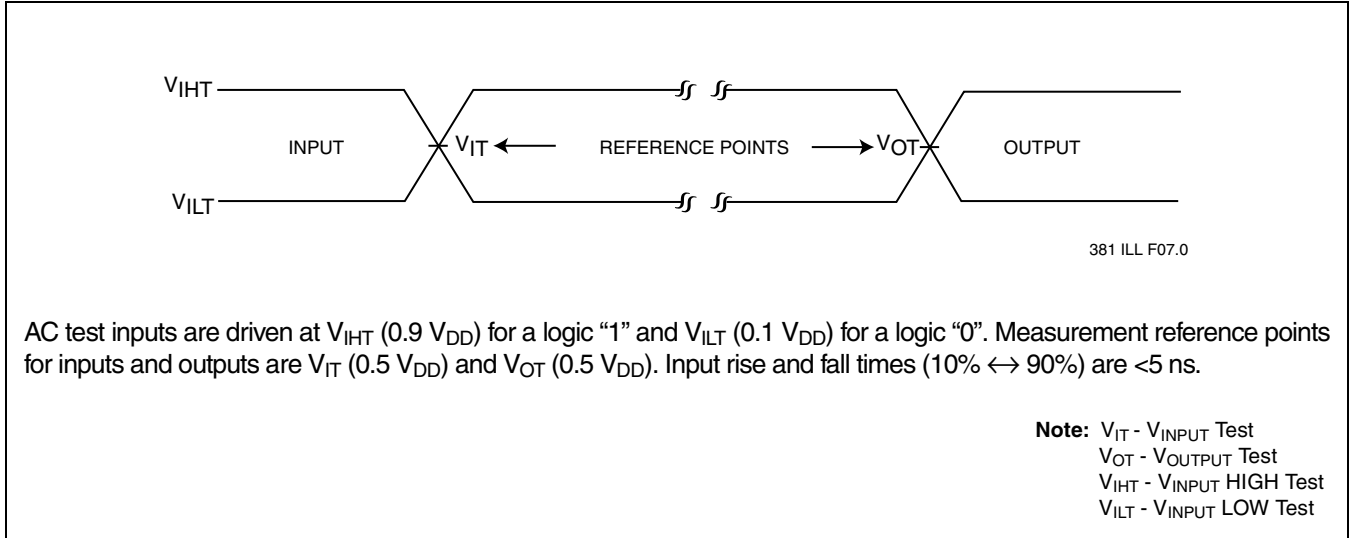 VIHT
INPUT VIT REFERENCE POINTS VOT OUTPUT
VILT
381 ILL F07.0
AC test inputs are driven at VIHT (0.9 VDD) for a logic “1” and VILT (0.1 VDD) for a logic “0”. Measurement reference points
for inputs and outputs are VIT (0.5 VDD) and VOT (0.5 VDD). Input rise and fall times (10% ↔ 90%) are <5 ns.
Note: VIT - VINPUT Test
VOT - VOUTPUT Test
VIHT - VINPUT HIGH Test
VILT - VINPUT LOW Test